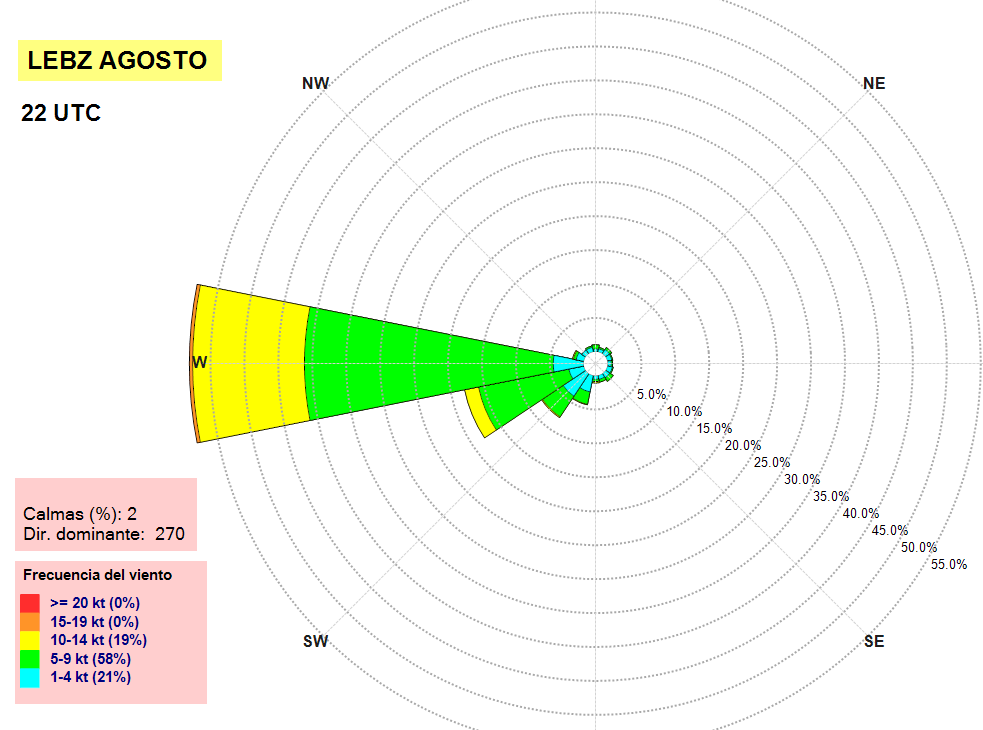 LEBZ AGOSTO
22 UTC
NW
NE
W
5.0%
10.0%
15.0%
20.0%
25.0%
30.0%
35.0%
40.0%
45.0%
50.0%
55.0%
SW
SE
Calmas (%): 2
Dir. dominante: 270
Frecuencia del viento
>= 20 kt (0%)
15-19 kt (0%)
10-14 kt (19%)
5-9 kt (58%)
1-4 kt (21%)